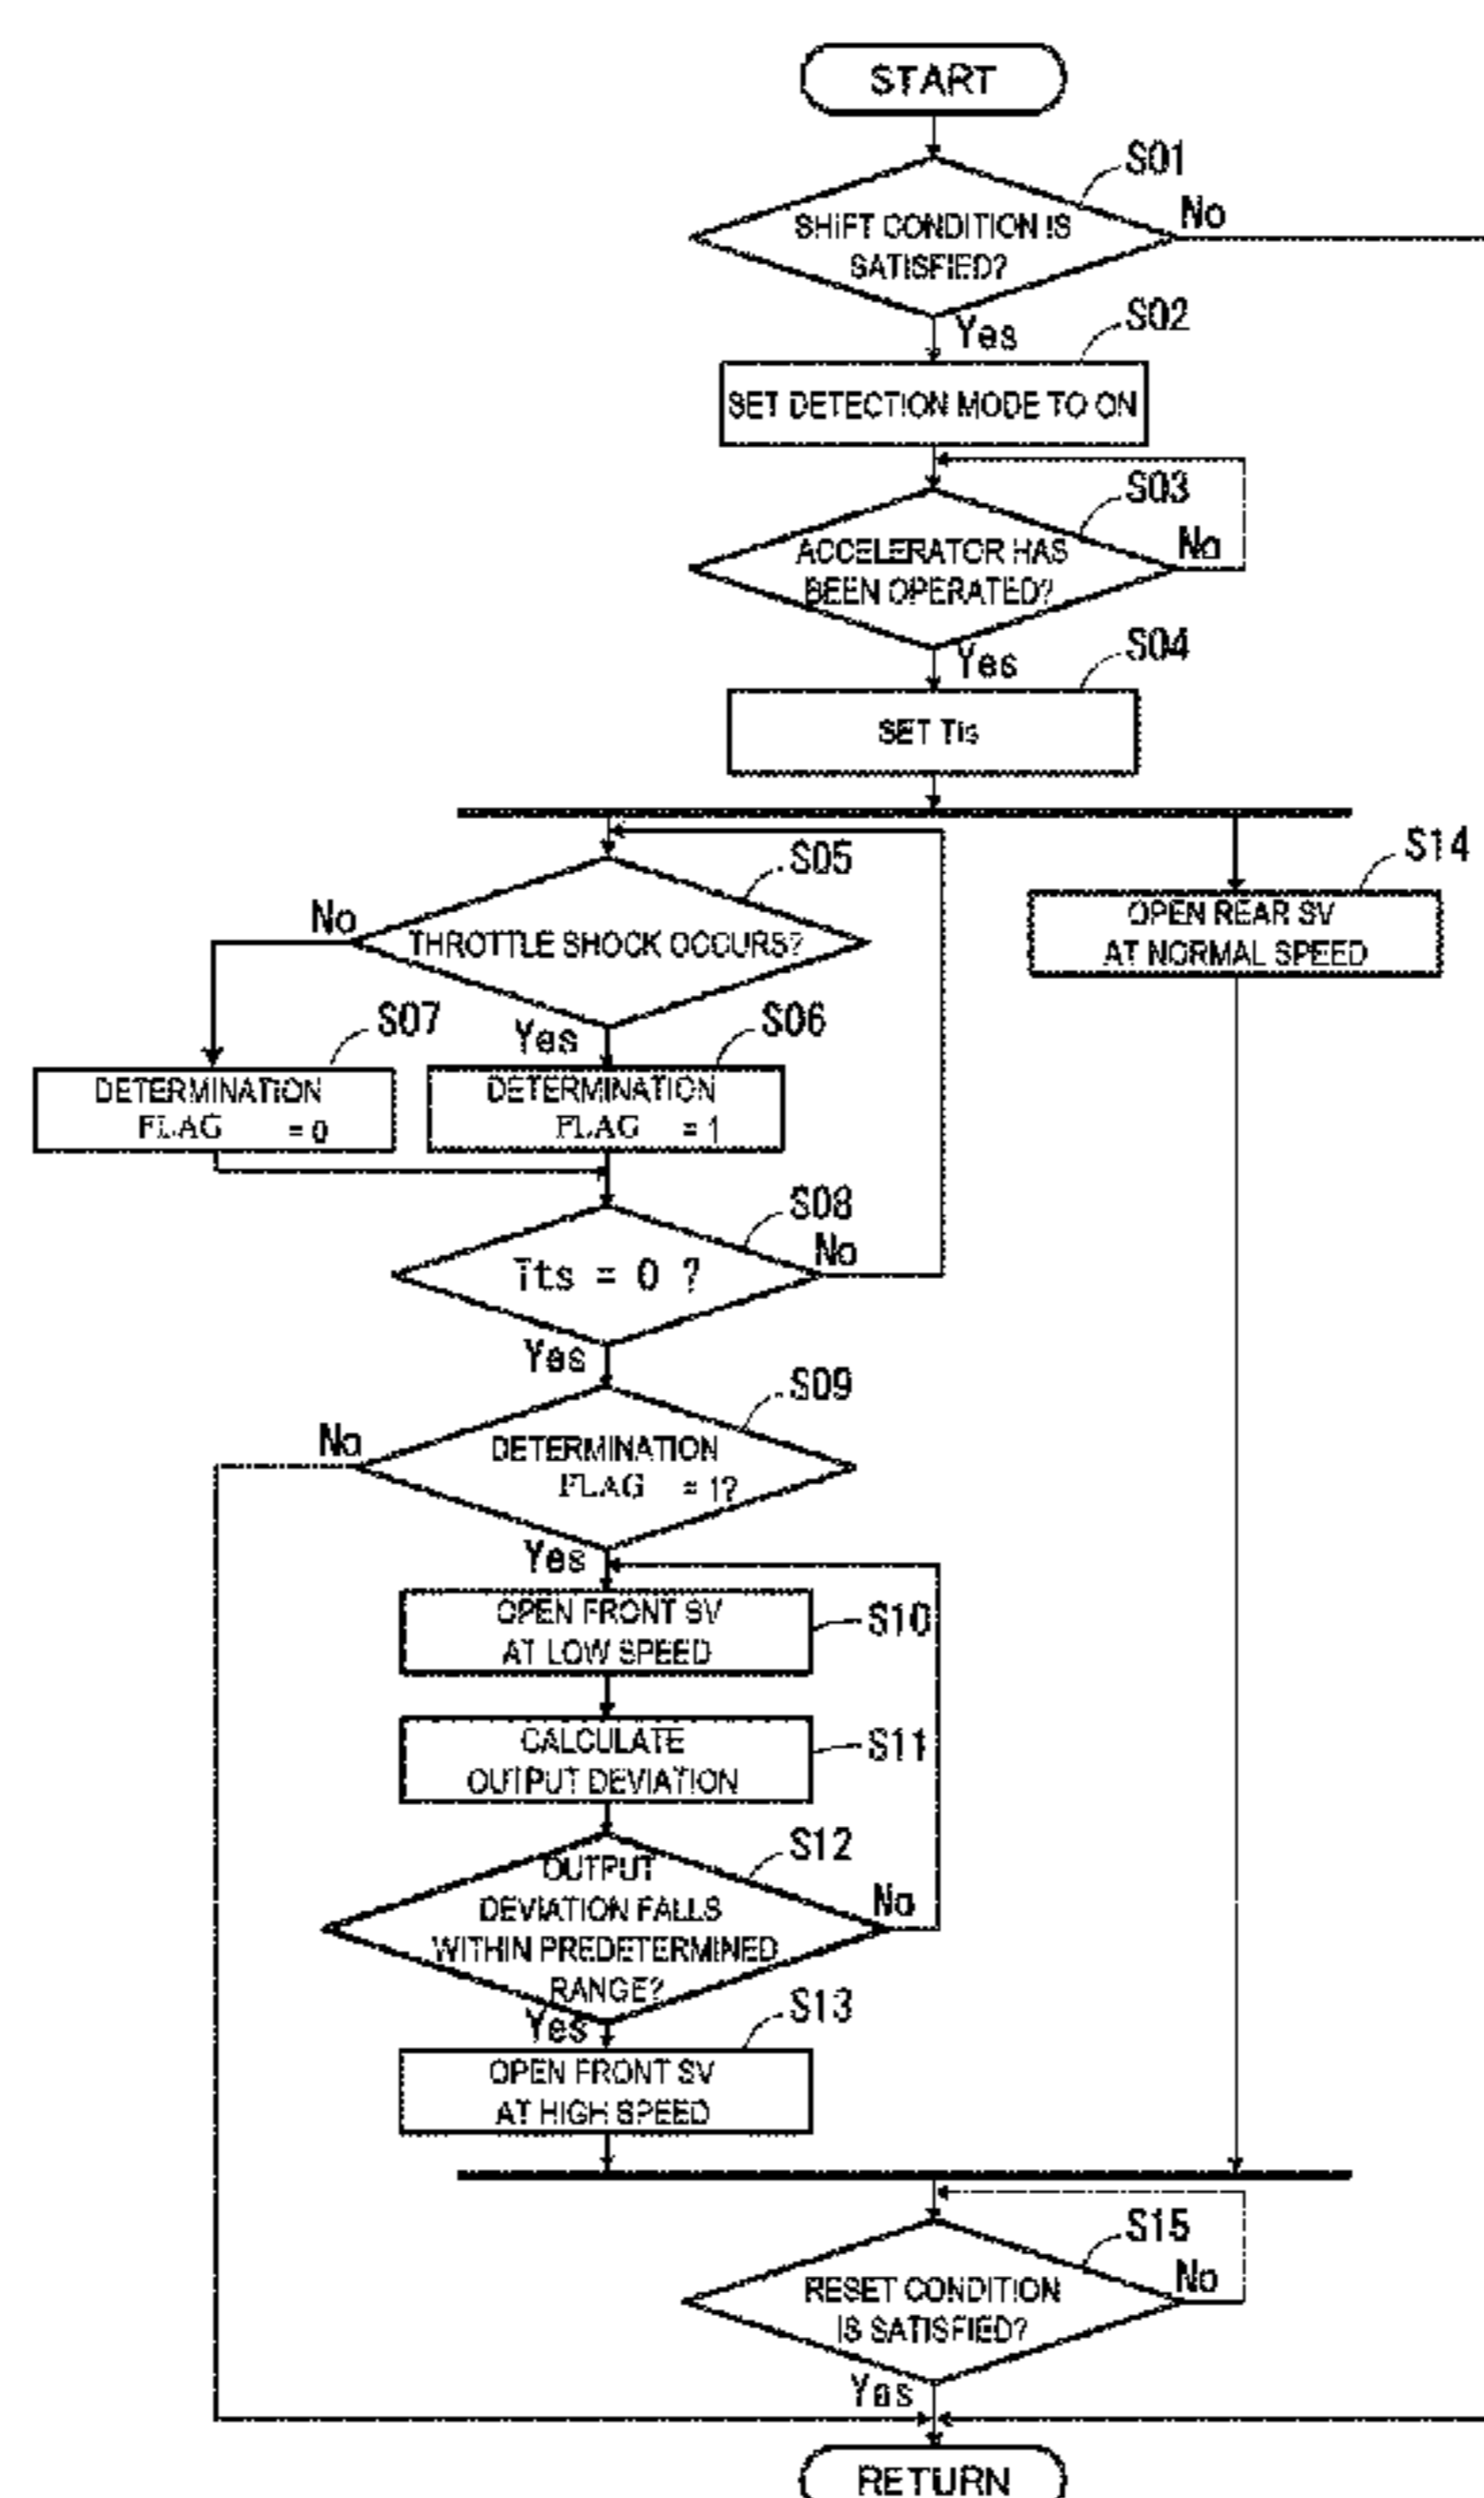 START
S01
SHIFT CONDITION IS
SATISFIED?
No
Yes
S02
SET DETECTION MODE TO ON
S03
ACCELERATOR HAS
BEEN OPERATED?
No
Yes
S04
SET Tts
S05
THROTTLE SHOCK OCCURS?
No
Yes
S14
OPEN REAR SV
AT NORMAL SPEED
S07
DETERMINATION
FLAG = 0
S06
DETERMINATION
FLAG = 1
S08
Tts = 0 ?
No
Yes
S09
DETERMINATION
FLAG = 1?
No
Yes
OPEN FRONT SV
AT LOW SPEED
S10
CALCULATE
OUTPUT DEVIATION
S11
S12
OUTPUT
DEVIATION FALLS
WITHIN PREDETERMINED
RANGE?
No
Yes
S13
OPEN FRONT SV
AT HIGH SPEED
S15
RESET CONDITION
IS SATISFIED?
No
Yes
RETURN